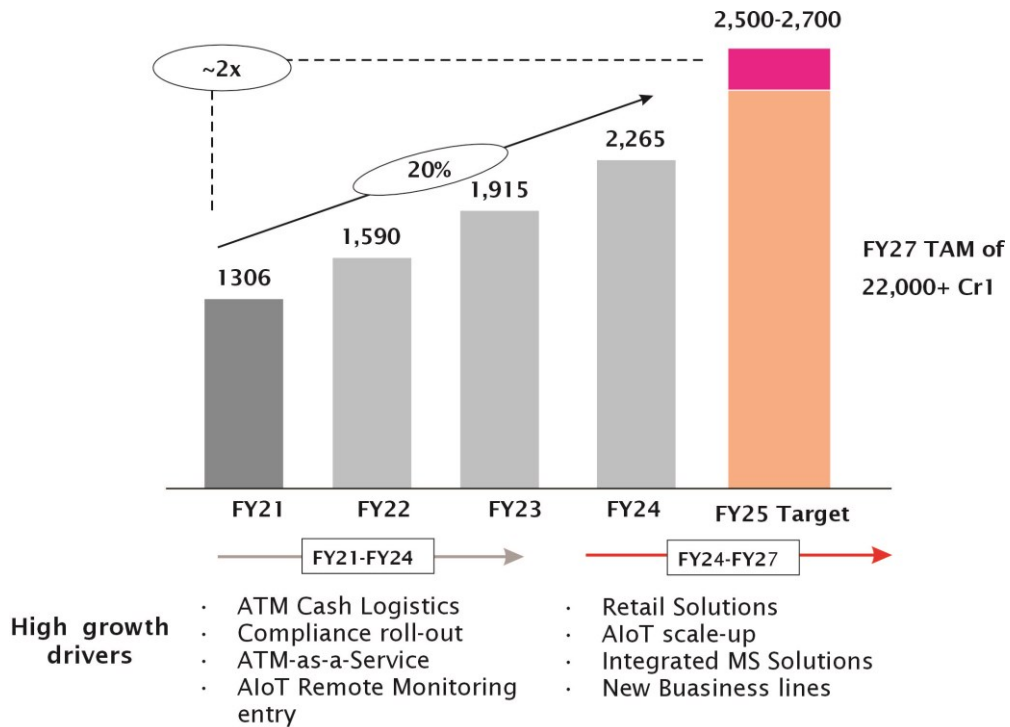 2,500-2,700
~2x
20%
2,265
1,915
1,590
1306
FY27 TAM of
22,000+ Cr1
FY21
FY22
FY23
FY24
FY25 Target
FY21-FY24
FY24-FY27
High growth
drivers
· ATM Cash Logistics
· Compliance roll-out
· ATM-as-a-Service
· AIoT Remote Monitoring
entry
· Retail Solutions
· AIoT scale-up
· Integrated MS Solutions
· New Buasiness lines